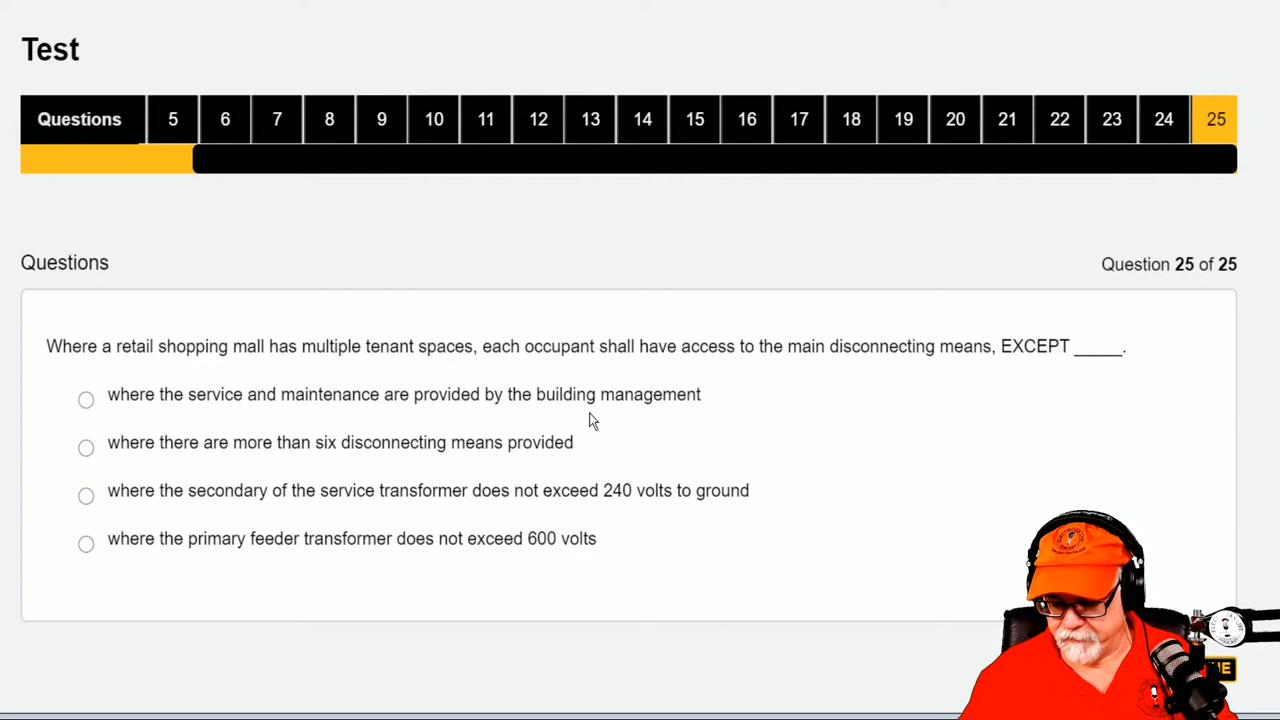 Test
Questions 5 6 7 8 9 10 11 12 13 14 15 16 17 18 19 20 21 22 23 24 25
Questions
Question 25 of 25
Where a retail shopping mall has multiple tenant spaces, each occupant shall have access to the main disconnecting means, EXCEPT _____.
where the service and maintenance are provided by the building management
where there are more than six disconnecting means provided
where the secondary of the service transformer does not exceed 240 volts to ground
where the primary feeder transformer does not exceed 600 volts